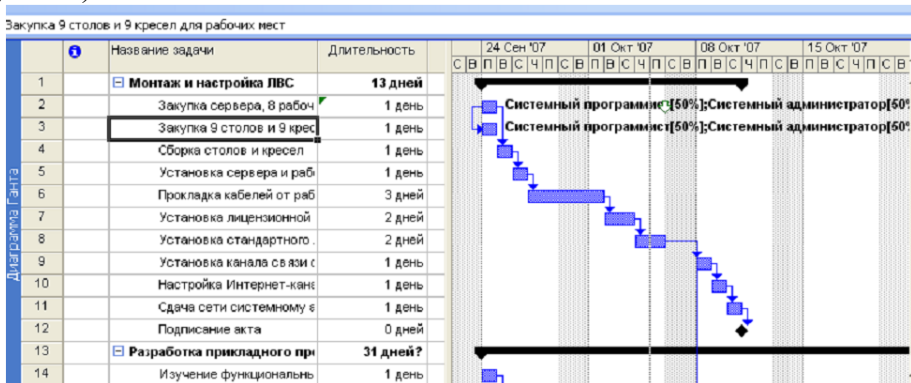 Закупка 9 столов и 9 кресел для рабочих мест
Название задачи Длительность 24 Сен '07 01 Окт '07 08 Окт '07 15 Окт '07
С В П В С Ч П С В П В С Ч П С В П В С Ч П С В П В С Ч П С В
1 Монтаж и настройка ЛВС 13 дней
2 Закупка сервера, 8 рабоч 1 день Системный программист[50%];Системный администратор[50%
3 Закупка 9 столов и 9 крес 1 день Системный программист[50%];Системный администратор[50%
4 Сборка столов и кресел 1 день
5 Установка сервера и раб 1 день
6 Прокладка кабелей от раб 3 дней
7 Установка лицензионной 2 дней
8 Установка стандартного . 2 дней
9 Установка канала связи с 1 день
10 Настройка Интернет-кана 1 день
11 Сдача сети системному а 1 день
12 Подписание акта 0 дней
13 Разработка прикладного пр 31 дней?
14 Изучение функциональнь 1 день
Диаграмма Ганта